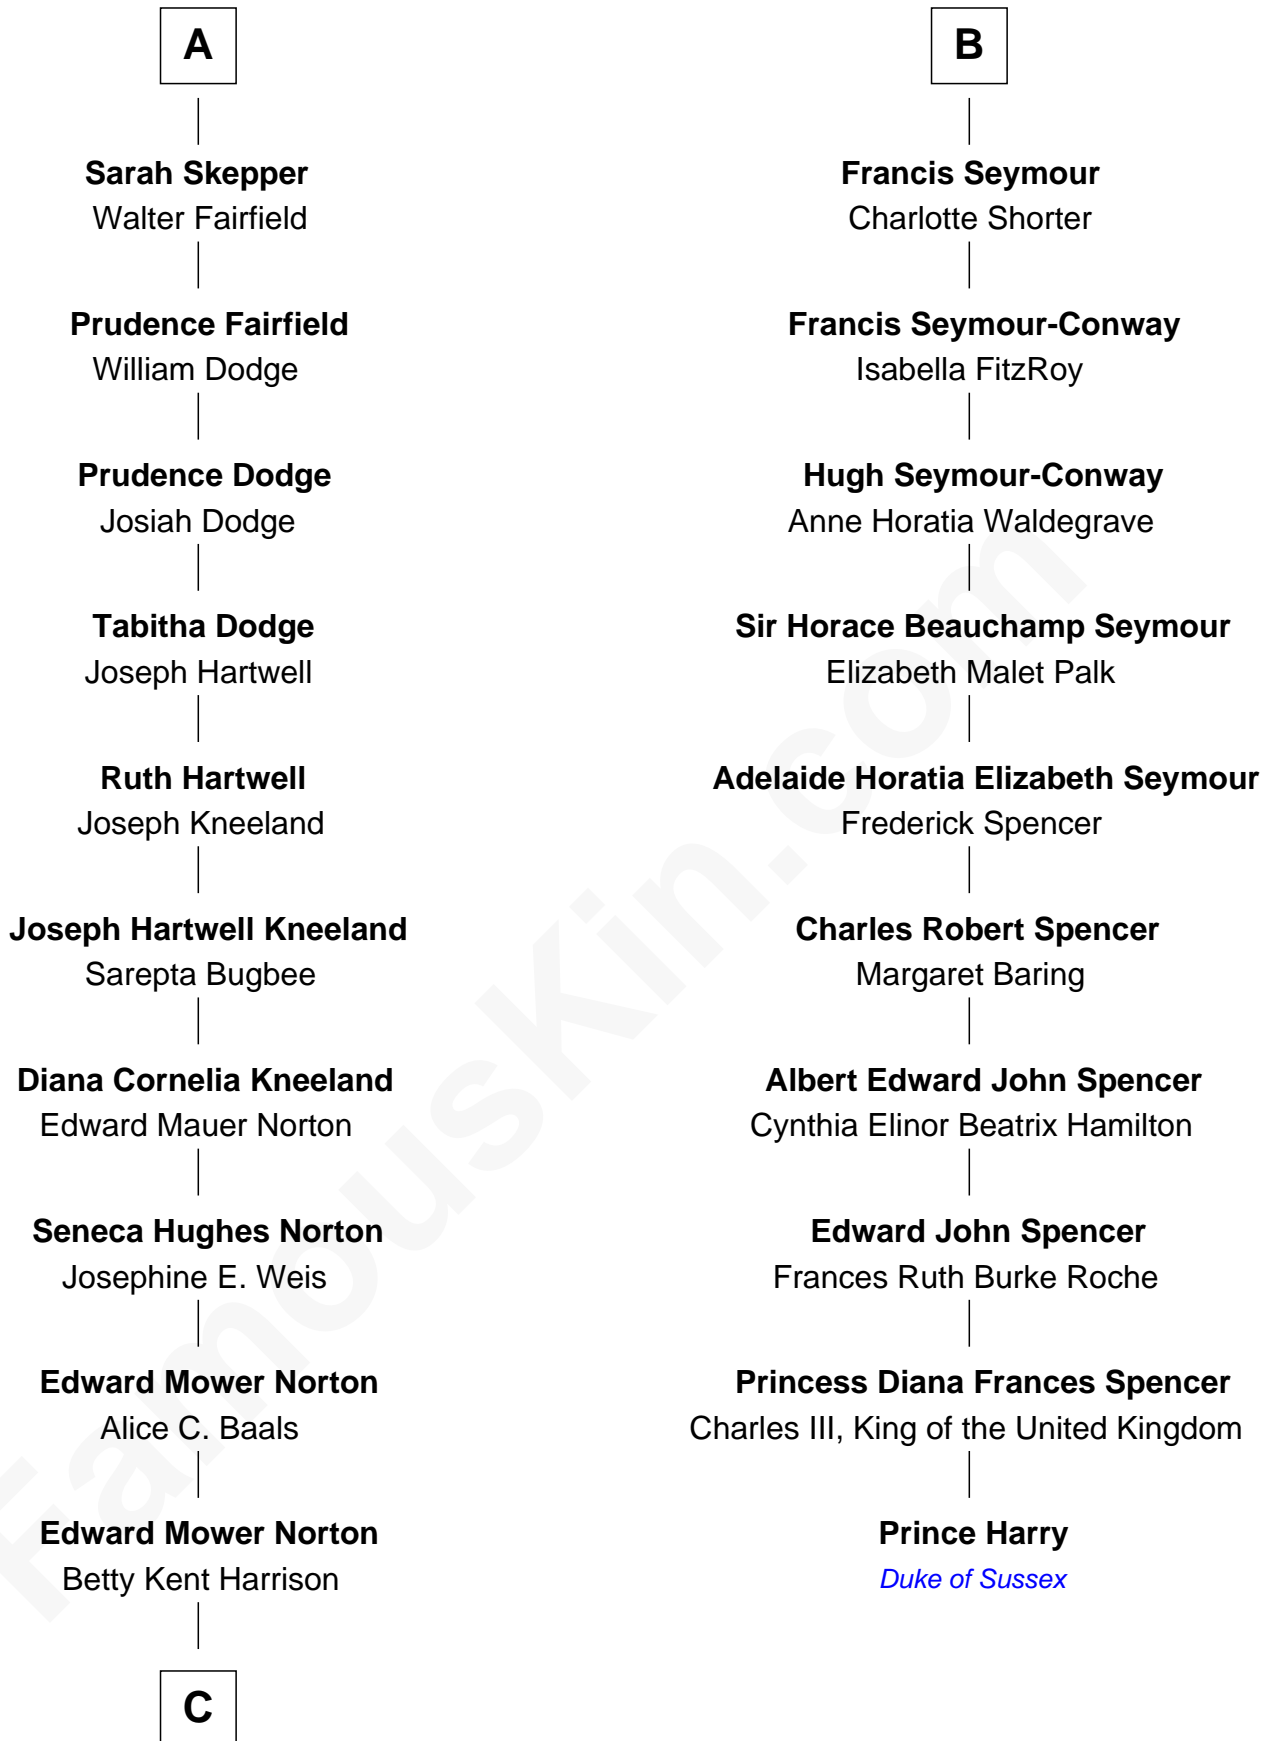 A
Sarah Skepper
Walter Fairfield
Prudence Fairfield
William Dodge
Prudence Dodge
Josiah Dodge
Tabitha Dodge
Joseph Hartwell
Ruth Hartwell
Joseph Kneeland
Joseph Hartwell Kneeland
Sarepta Bugbee
Diana Cornelia Kneeland
Edward Mauer Norton
Seneca Hughes Norton
Josephine E. Weis
Edward Mower Norton
Alice C. Baals
Edward Mower Norton
Betty Kent Harrison
C
B
Francis Seymour
Charlotte Shorter
Francis Seymour-Conway
Isabella FitzRoy
Hugh Seymour-Conway
Anne Horatia Waldegrave
Sir Horace Beauchamp Seymour
Elizabeth Malet Palk
Adelaide Horatia Elizabeth Seymour
Frederick Spencer
Charles Robert Spencer
Margaret Baring
Albert Edward John Spencer
Cynthia Elinor Beatrix Hamilton
Edward John Spencer
Frances Ruth Burke Roche
Princess Diana Frances Spencer
Charles III, King of the United Kingdom
Prince Harry
Duke of Sussex
FamousKin.com